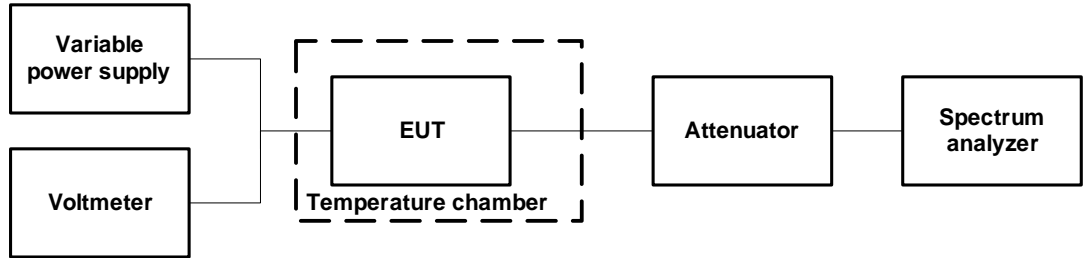 Variable
power supply
Voltmeter
EUT
Temperature chamber
Attenuator
Spectrum
analyzer